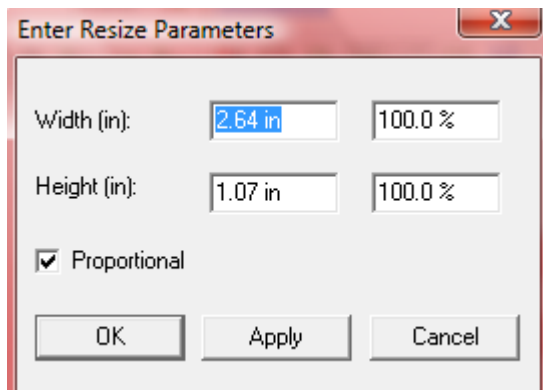 Enter Resize Parameters
Width (in): 2.64 in 100.0 %
Height (in): 1.07 in 100.0 %
Proportional
OK Apply Cancel